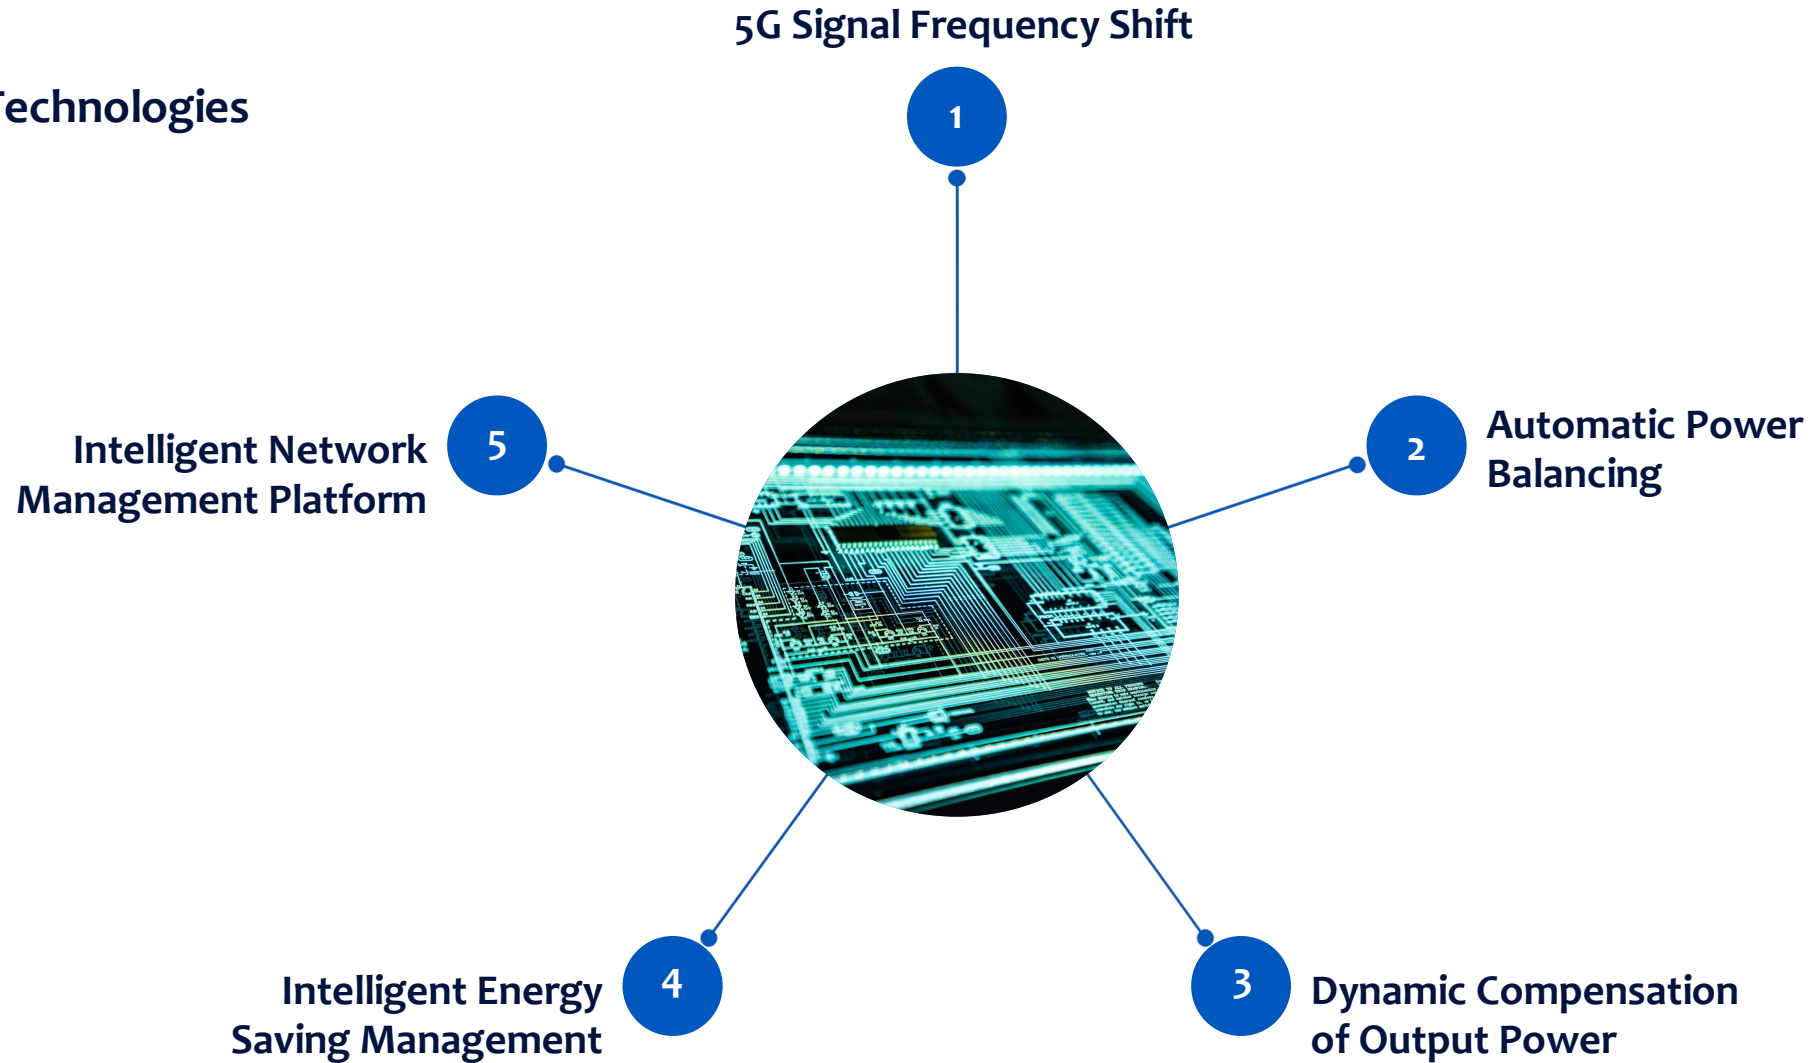 5G Signal Frequency Shift
Technologies
1
5
Intelligent Network
Management Platform
2
Automatic Power
Balancing
4
Intelligent Energy
Saving Management
3
Dynamic Compensation
of Output Power